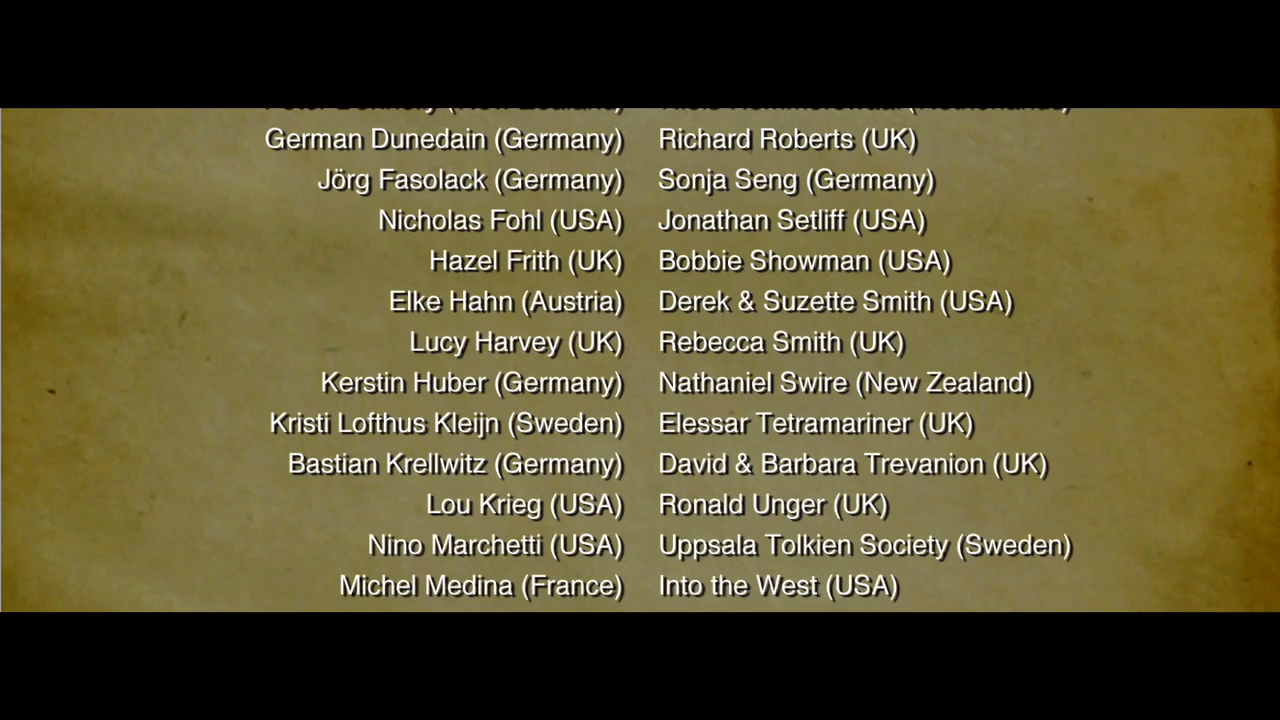 German Dunedain (Germany) Richard Roberts (UK)
Jörg Fasolack (Germany) Sonja Seng (Germany)
Nicholas Fohl (USA) Jonathan Setliff (USA)
Hazel Frith (UK) Bobbie Showman (USA)
Elke Hahn (Austria) Derek & Suzette Smith (USA)
Lucy Harvey (UK) Rebecca Smith (UK)
Kerstin Huber (Germany) Nathaniel Swire (New Zealand)
Kristi Lofthus Kleijn (Sweden) Elessar Tetramariner (UK)
Bastian Krellwitz (Germany) David & Barbara Trevanion (UK)
Lou Krieg (USA) Ronald Unger (UK)
Nino Marchetti (USA) Uppsala Tolkien Society (Sweden)
Michel Medina (France) Into the West (USA)